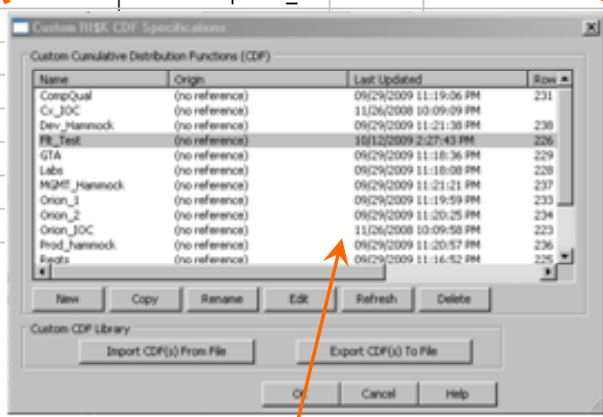 Custom RI$K CDF Specifications
Custom Cumulative Distribution Functions (CDF)
Name Origin Last Updated Row
CompQual (no reference) 09/29/2009 11:19:06 PM 231
Cx_IOC (no reference) 11/26/2008 10:09:09 PM
Dev_Hammock (no reference) 09/29/2009 11:21:38 PM 238
Flt_Test (no reference) 10/12/2009 2:27:43 PM 226
GTA (no reference) 09/29/2009 11:18:36 PM 229
Labs (no reference) 09/29/2009 11:18:08 PM 228
MGMT_Hammock (no reference) 09/29/2009 11:21:21 PM 237
Orion_1 (no reference) 09/29/2009 11:19:59 PM 233
Orion_2 (no reference) 09/29/2009 11:20:25 PM 234
Orion_IOC (no reference) 11/26/2008 10:09:58 PM 223
Prod_hammock (no reference) 09/29/2009 11:20:57 PM 236
Reqts (no reference) 09/29/2009 11:16:52 PM 225
New Copy Rename Edit Refresh Delete
Custom CDF Library
Import CDF(s) From File Export CDF(s) To File
OK Cancel Help